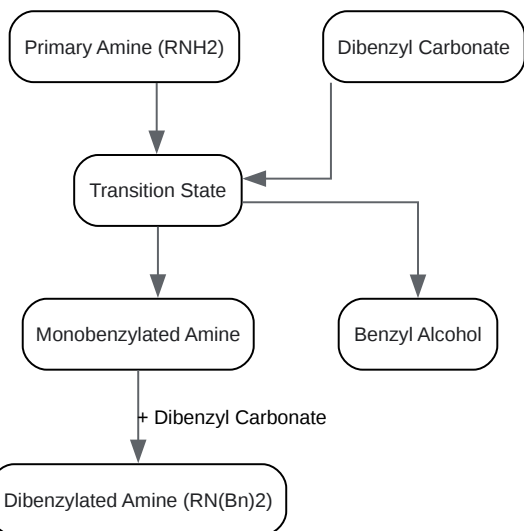 Primary Amine (RNH2)
Dibenzyl Carbonate
Transition State
Monobenzylated Amine
Benzyl Alcohol
+ Dibenzyl Carbonate
Dibenzylated Amine (RN(Bn)2)